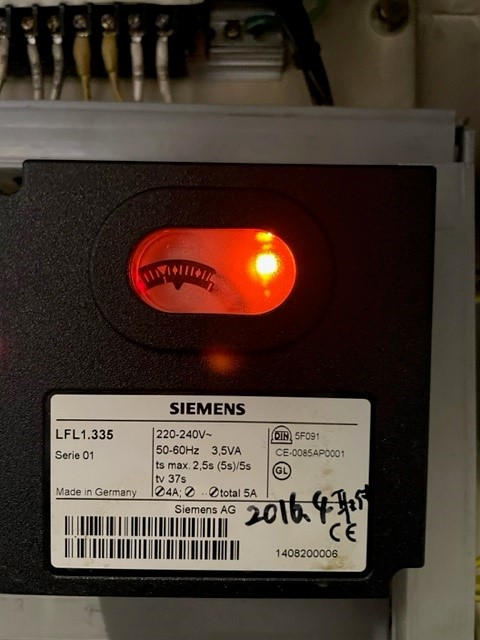 SIEMENS
LFL1.335
Serie 01
Made in Germany
220-240V~
50-60Hz 3,5VA
ts max. 2,5s (5s)/5s
tv 37s
4A; total 5A
DIN 5F091
CE-0085AP0001
GL
Siemens AG
2016.4
CE
1408200006